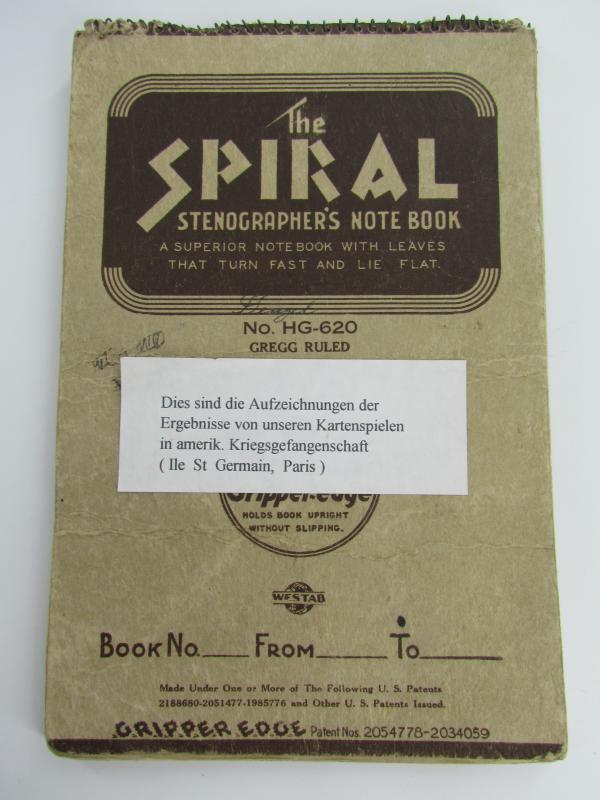 The
SPIRAL
STENOGRAPHER'S NOTE BOOK
A SUPERIOR NOTEBOOK WITH LEAVES
THAT TURN FAST AND LIE FLAT.
No. HG-620
GREGG RULED
Dies sind die Aufzeichnungen der
Ergebnisse von unseren Kartenspielen
in amerik. Kriegsgefangenschaft
( Ile St Germain, Paris )
Gripper-edge
HOLDS BOOK UPRIGHT
WITHOUT SLIPPING.
WESTAB
BOOK NO. FROM TO
Made Under One or More of The Following U. S. Patents
2188680-2051477-1985776 and Other U. S. Patents Issued.
GRIPPER EDGE Patent Nos. 2054778-2034059